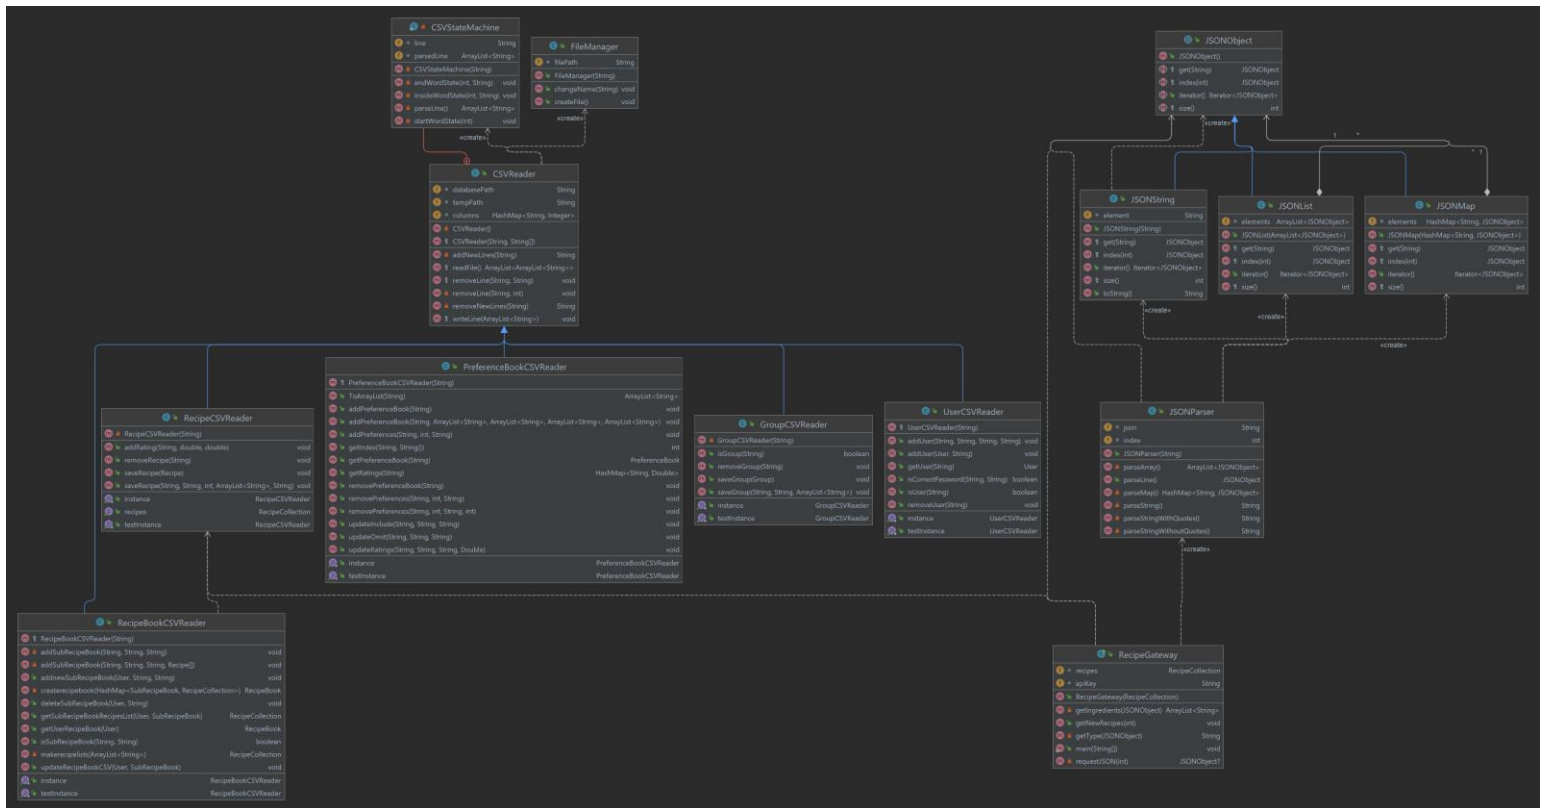 CSVStateMachine
line String
parsedLine ArrayList<String>
CSVStateMachine(String)
endWordState(int, String) void
insideWordState(int, String) void
parseLine() ArrayList<String>
startWordState(int) void
FileManager
filePath String
FileManager(String)
changeName(String) void
createFile() void
«create»
«create»
CSVReader
databasePath String
tempPath String
columns HashMap<String, Integer>
CSVReader()
CSVReader(String, String[])
addNewLines(String) String
readFile() ArrayList<ArrayList<String>>
removeLine(String, String) void
removeLine(String, int) void
removeNewLines(String) String
writeLine(ArrayList<String>) void
JSONObject
JSONObject()
get(String) JSONObject
index(int) JSONObject
iterator() Iterator<JSONObject>
size() int
«create»
1 *
* 1
JSONString
element String
JSONString(String)
get(String) JSONObject
index(int) JSONObject
iterator() Iterator<JSONObject>
size() int
toString() String
JSONList
elements ArrayList<JSONObject>
JSONList(ArrayList<JSONObject>)
get(String) JSONObject
index(int) JSONObject
iterator() Iterator<JSONObject>
size() int
JSONMap
elements HashMap<String, JSONObject>
JSONMap(HashMap<String, JSONObject>)
get(String) JSONObject
index(int) JSONObject
iterator() Iterator<JSONObject>
size() int
«create»
«create»
«create»
RecipeCSVReader
RecipeCSVReader(String)
addRating(String, double, double) void
removeRecipe(String) void
saveRecipe(Recipe) void
saveRecipe(String, String, int, ArrayList<String>, String) void
instance RecipeCSVReader
recipes RecipeCollection
testInstance RecipeCSVReader
PreferenceBookCSVReader
PreferenceBookCSVReader(String)
ToArrayList(String) ArrayList<String>
addPreferenceBook(String) void
addPreferenceBook(String, ArrayList<String>, ArrayList<String>, ArrayList<String>, ArrayList<String>) void
addPreferences(String, int, String) void
getIndex(String, String[]) int
getPreferenceBook(String) PreferenceBook
getRatings(String) HashMap<String, Double>
removePreferenceBook(String) void
removePreferences(String, int, String) void
removePreferences(String, int, String, int) void
updateInclude(String, String, String) void
updateOmit(String, String, String) void
updateRatings(String, String, String, Double) void
instance PreferenceBookCSVReader
testInstance PreferenceBookCSVReader
GroupCSVReader
GroupCSVReader(String)
isGroup(String) boolean
removeGroup(String) void
saveGroup(Group) void
saveGroup(String, String, ArrayList<String>) void
instance GroupCSVReader
testInstance GroupCSVReader
UserCSVReader
UserCSVReader(String)
addUser(String, String, String, String) void
addUser(User, String) void
getUser(String) User
isCorrectPassword(String, String) boolean
isUser(String) boolean
removeUser(String) void
instance UserCSVReader
testInstance UserCSVReader
JSONParser
json String
index int
JSONParser(String)
parseArray() ArrayList<JSONObject>
parseLine() JSONObject
parseMap() HashMap<String, JSONObject>
parseString() String
parseStringWithQuotes() String
parseStringWithoutQuotes() String
«create»
RecipeBookCSVReader
RecipeBookCSVReader(String)
addSubRecipeBook(String, String, String) void
addSubRecipeBook(String, String, String, Recipe[]) void
addnewSubRecipeBook(User, String, String) void
createrecipebook(HashMap<SubRecipeBook, RecipeCollection>) RecipeBook
deleteSubRecipeBook(User, String) void
getSubRecipeBookRecipesList(User, SubRecipeBook) RecipeCollection
getUserRecipeBook(User) RecipeBook
isSubRecipeBook(String, String) boolean
makerecipelists(ArrayList<String>) RecipeCollection
updateRecipeBookCSV(User, SubRecipeBook) void
instance RecipeBookCSVReader
testInstance RecipeBookCSVReader
RecipeGateway
recipes RecipeCollection
apiKey String
RecipeGateway(RecipeCollection)
getIngredients(JSONObject) ArrayList<String>
getNewRecipes(int) void
getType(JSONObject) String
main(String[]) void
requestJSON(int) JSONObject?